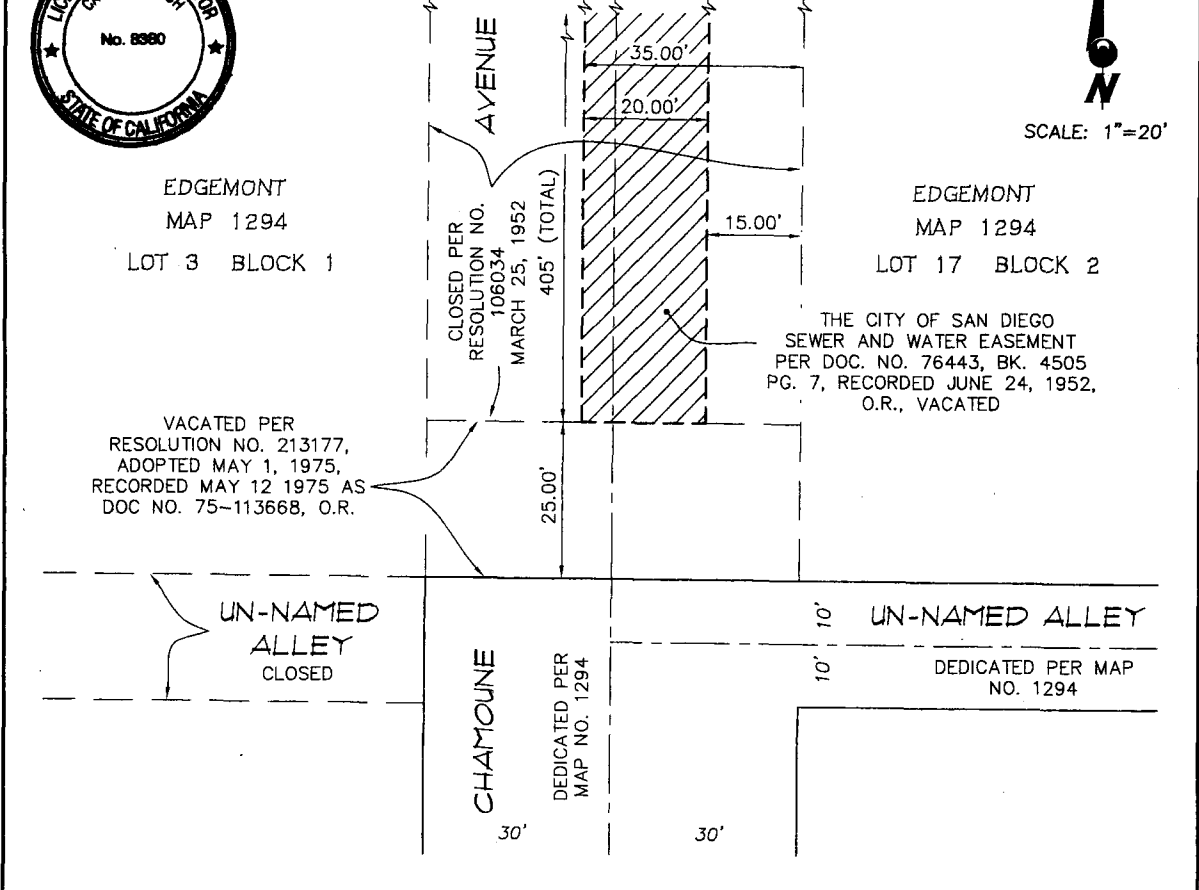 No. 8380
STATE OF CALIFORNIA
AVENUE
35.00'
20.00'
N
SCALE: 1"=20'
EDGEMONT
MAP 1294
LOT 3 BLOCK 1
CLOSED PER
RESOLUTION NO.
106034
MARCH 25, 1952
405' (TOTAL)
15.00'
EDGEMONT
MAP 1294
LOT 17 BLOCK 2
THE CITY OF SAN DIEGO
SEWER AND WATER EASEMENT
PER DOC. NO. 76443, BK. 4505
PG. 7, RECORDED JUNE 24, 1952,
O.R., VACATED
VACATED PER
RESOLUTION NO. 213177,
ADOPTED MAY 1, 1975,
RECORDED MAY 12 1975 AS
DOC NO. 75-113668, O.R.
25.00'
UN-NAMED
ALLEY
CLOSED
CHAMOUNE
DEDICATED PER
MAP NO. 1294
10'
UN-NAMED ALLEY
10'
DEDICATED PER MAP
NO. 1294
30'
30'